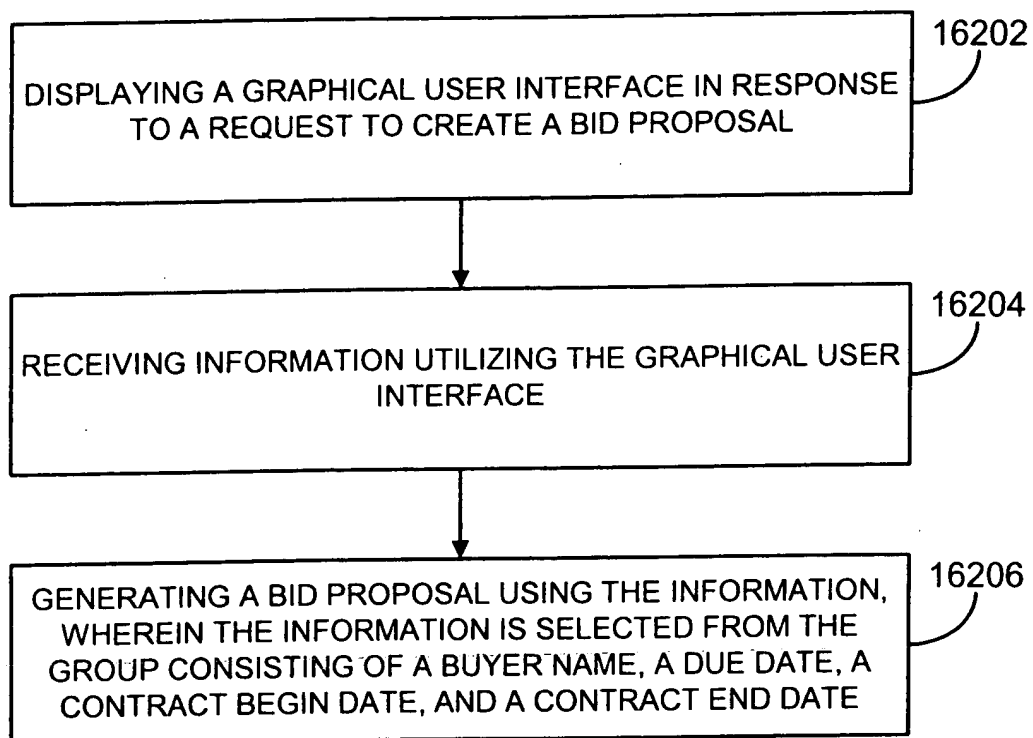 16202
DISPLAYING A GRAPHICAL USER INTERFACE IN RESPONSE
TO A REQUEST TO CREATE A BID PROPOSAL
16204
RECEIVING INFORMATION UTILIZING THE GRAPHICAL USER
INTERFACE
16206
GENERATING A BID PROPOSAL USING THE INFORMATION,
WHEREIN THE INFORMATION IS SELECTED FROM THE
GROUP CONSISTING OF A BUYER NAME, A DUE DATE, A
CONTRACT BEGIN DATE, AND A CONTRACT END DATE